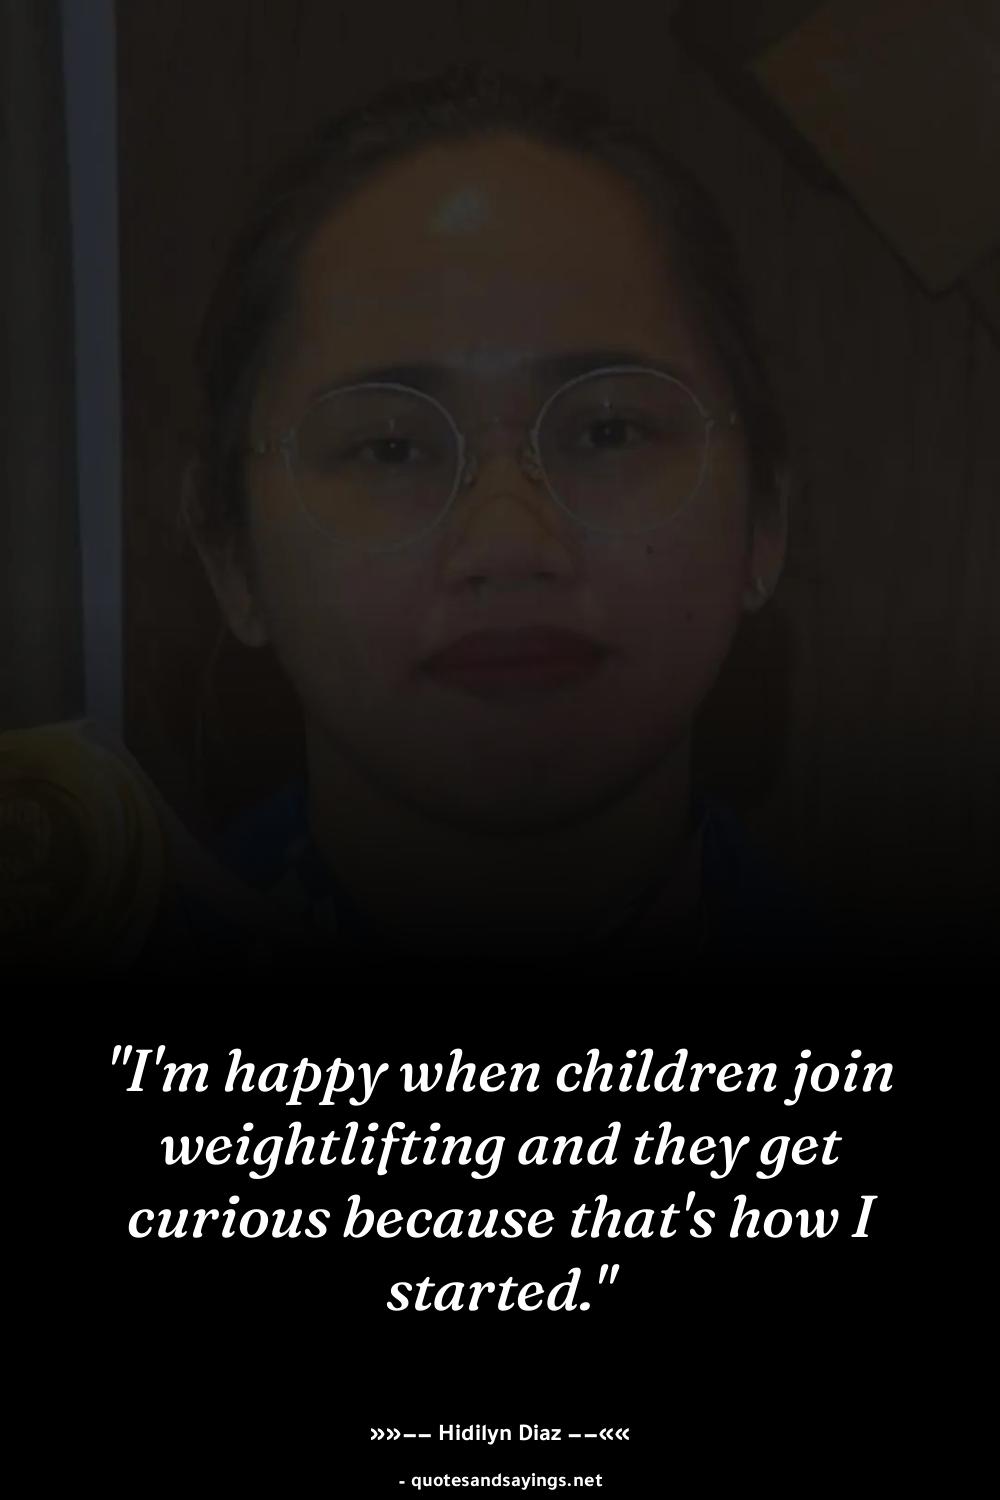 "I'm happy when children join
weightlifting and they get
curious because that's how I
started."
»»−− Hidilyn Diaz −−««
- quotesandsayings.net